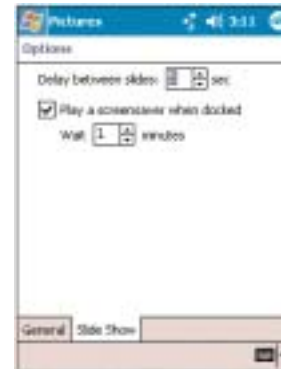 Pictures 3:11
Options
Delay between slides: sec
Play a screensaver when docked
Wait 1 minutes
General Slide Show